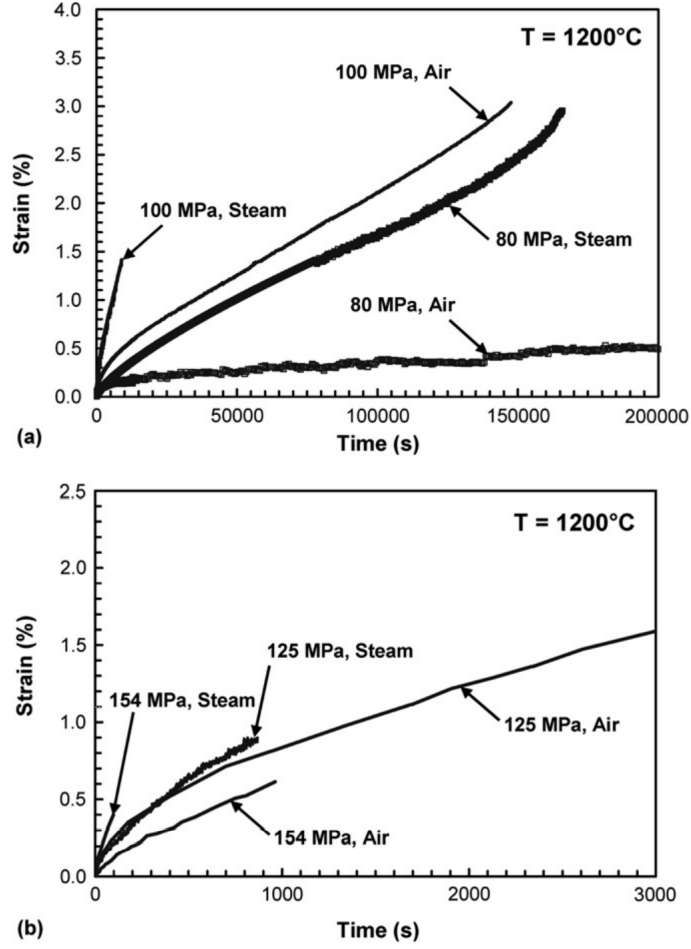 4.0
3.5
3.0
2.5
2.0
1.5
1.0
0.5
0.0
Strain (%)
T = 1200°C
100 MPa, Air
100 MPa, Steam
80 MPa, Steam
80 MPa, Air
0
50000
100000
150000
200000
(a)
Time (s)
2.5
2.0
1.5
1.0
0.5
0.0
Strain (%)
T = 1200°C
125 MPa, Steam
154 MPa, Steam
125 MPa, Air
154 MPa, Air
0
1000
2000
3000
(b)
Time (s)